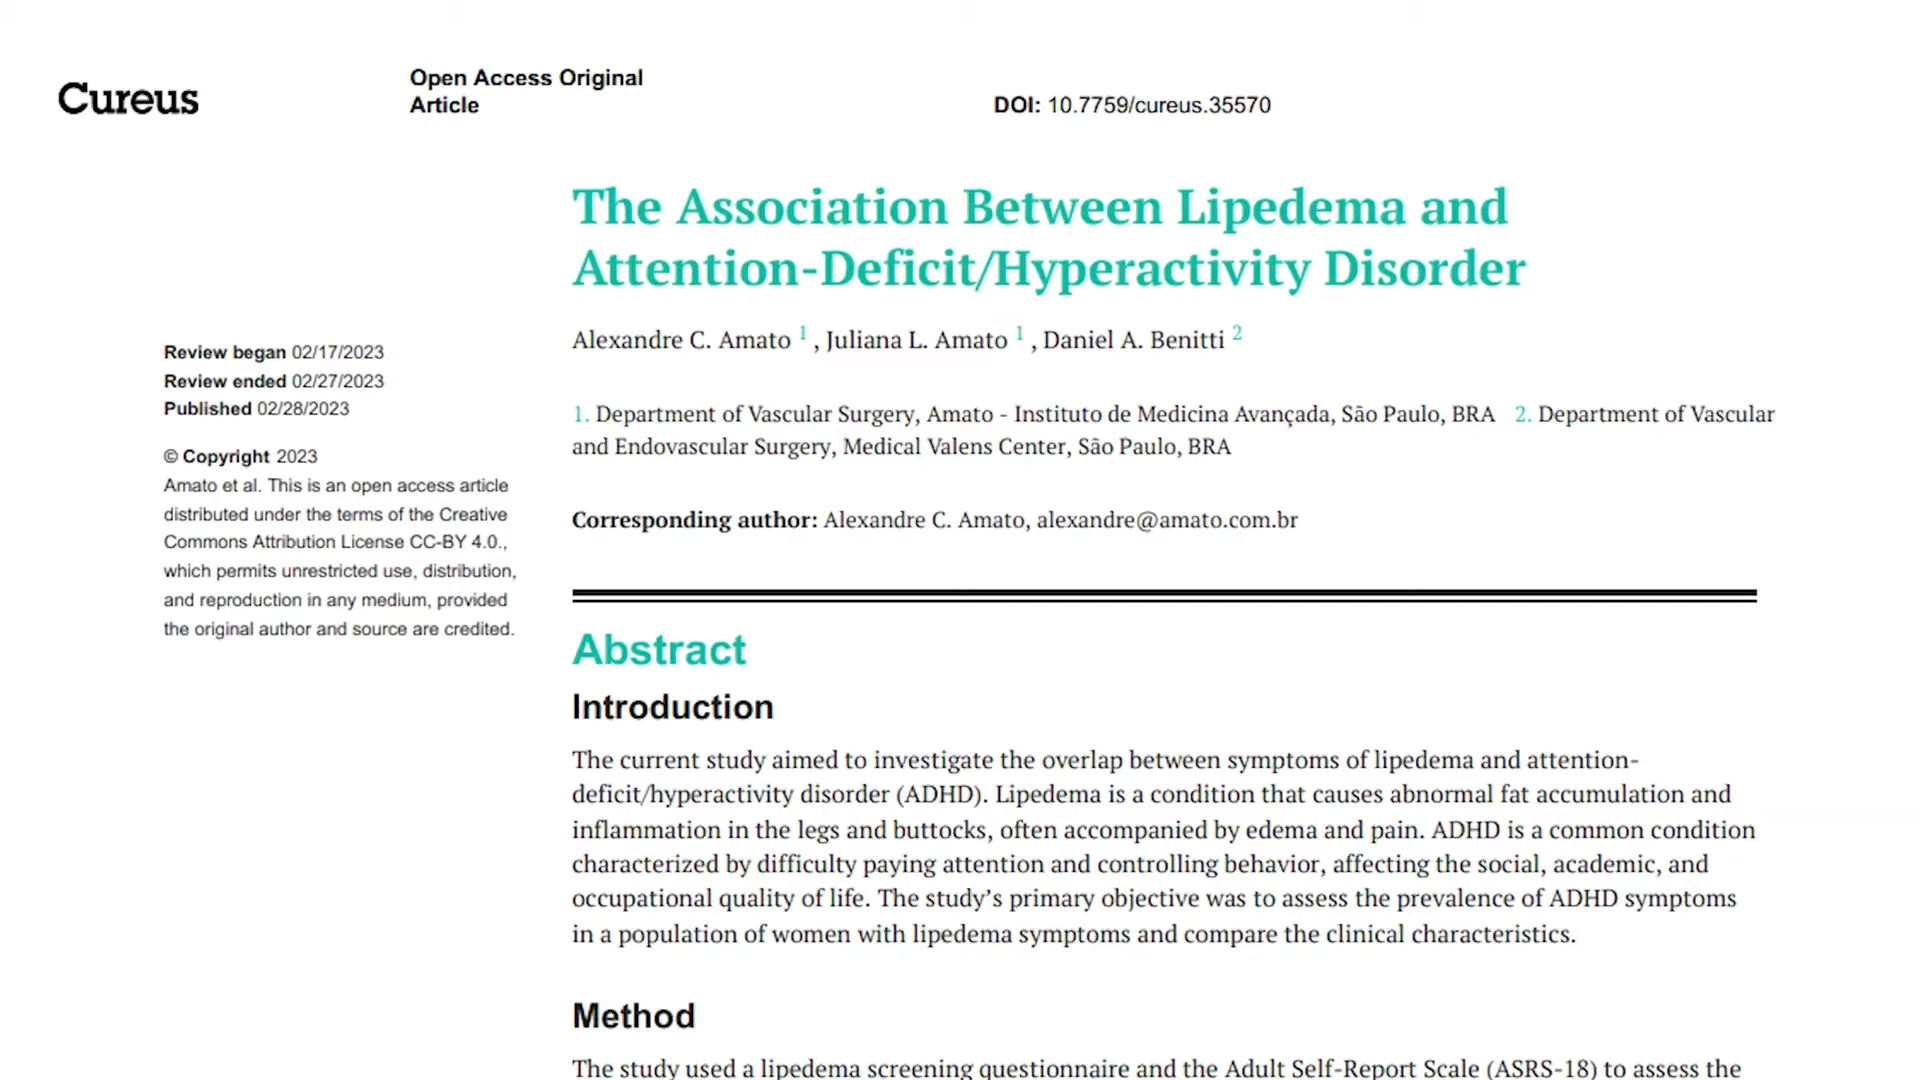 Cureus
Open Access Original
Article
DOI: 10.7759/cureus.35570
The Association Between Lipedema and
Attention-Deficit/Hyperactivity Disorder
Review began 02/17/2023
Review ended 02/27/2023
Published 02/28/2023
© Copyright 2023
Amato et al. This is an open access article
distributed under the terms of the Creative
Commons Attribution License CC-BY 4.0.,
which permits unrestricted use, distribution,
and reproduction in any medium, provided
the original author and source are credited.
Alexandre C. Amato 1 , Juliana L. Amato 1 , Daniel A. Benitti 2
1. Department of Vascular Surgery, Amato - Instituto de Medicina Avançada, São Paulo, BRA 2. Department of Vascular
and Endovascular Surgery, Medical Valens Center, São Paulo, BRA
Corresponding author: Alexandre C. Amato, alexandre@amato.com.br
Abstract
Introduction
The current study aimed to investigate the overlap between symptoms of lipedema and attention-
deficit/hyperactivity disorder (ADHD). Lipedema is a condition that causes abnormal fat accumulation and
inflammation in the legs and buttocks, often accompanied by edema and pain. ADHD is a common condition
characterized by difficulty paying attention and controlling behavior, affecting the social, academic, and
occupational quality of life. The study’s primary objective was to assess the prevalence of ADHD symptoms
in a population of women with lipedema symptoms and compare the clinical characteristics.
Method
The study used a lipedema screening questionnaire and the Adult Self-Report Scale (ASRS-18) to assess the